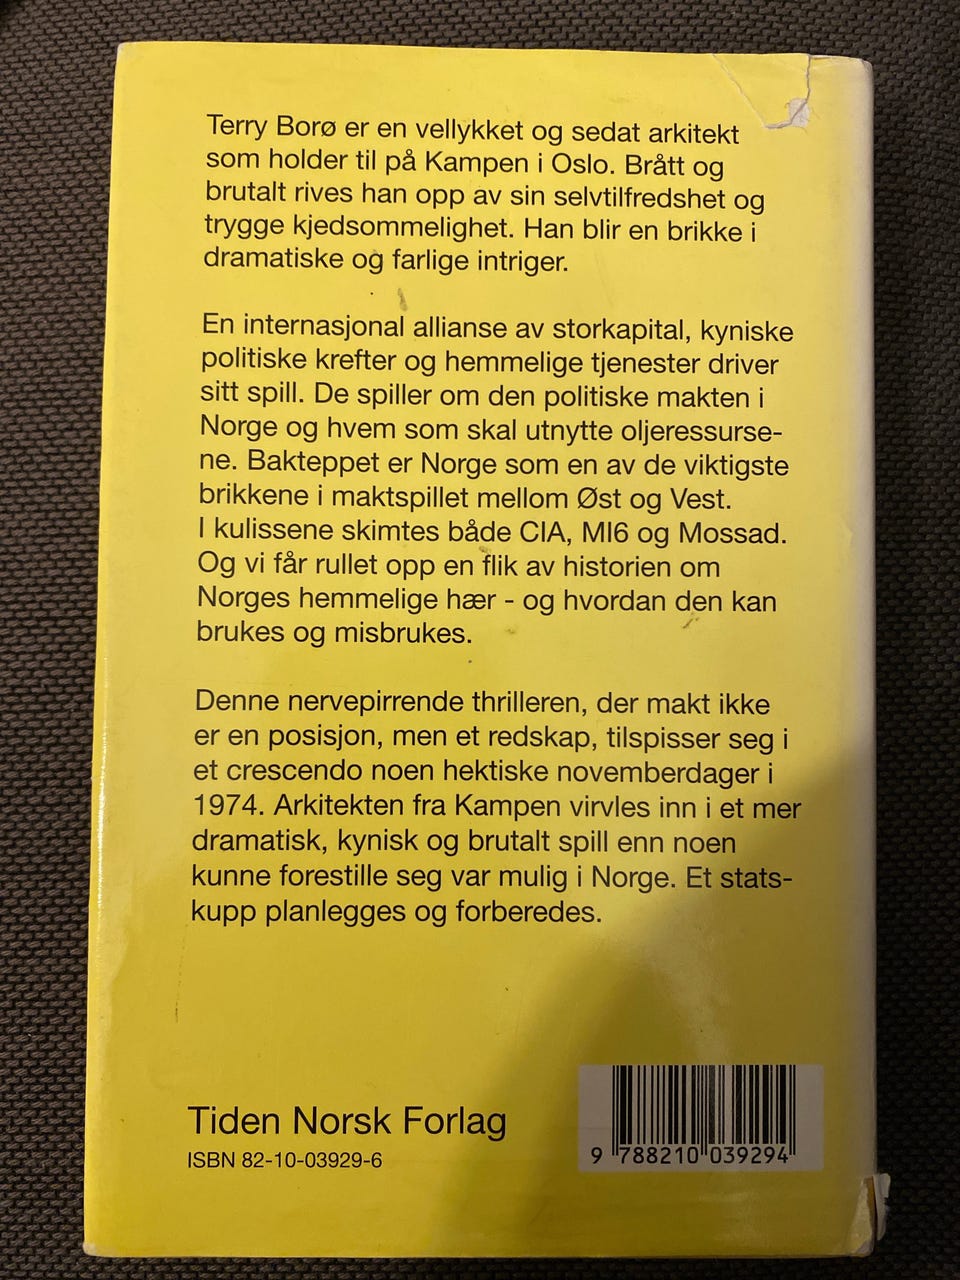 Terry Borø er en vellykket og sedat arkitekt
som holder til på Kampen i Oslo. Brått og
brutalt rives han opp av sin selvtilfredshet og
trygge kjedsommelighet. Han blir en brikke i
dramatiske og farlige intriger.
En internasjonal allianse av storkapital, kyniske
politiske krefter og hemmelige tjenester driver
sitt spill. De spiller om den politiske makten i
Norge og hvem som skal utnytte oljeressurse-
ne. Bakteppet er Norge som en av de viktigste
brikkene i maktspillet mellom Øst og Vest.
I kulissene skimtes både CIA, MI6 og Mossad.
Og vi får rullet opp en flik av historien om
Norges hemmelige hær - og hvordan den kan
brukes og misbrukes.
Denne nervepirrende thrilleren, der makt ikke
er en posisjon, men et redskap, tilspisser seg i
et crescendo noen hektiske novemberdager i
1974. Arkitekten fra Kampen virvles inn i et mer
dramatisk, kynisk og brutalt spill enn noen
kunne forestille seg var mulig i Norge. Et stats-
kupp planlegges og forberedes.
Tiden Norsk Forlag
ISBN 82-10-03929-6
9 788210 039294